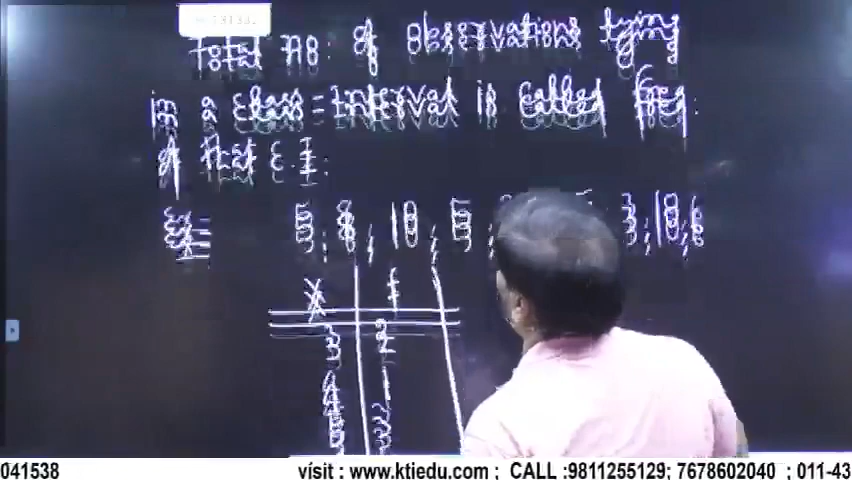 Total No. of observations lying
in a class-Interval is called freq.
of that C.I.
Eg
5, 8, 10, 5, 3, 10, 6
X f
3 2
4 1
5 3
041538 visit : www.ktiedu.com ; CALL :9811255129; 7678602040 ; 011-43